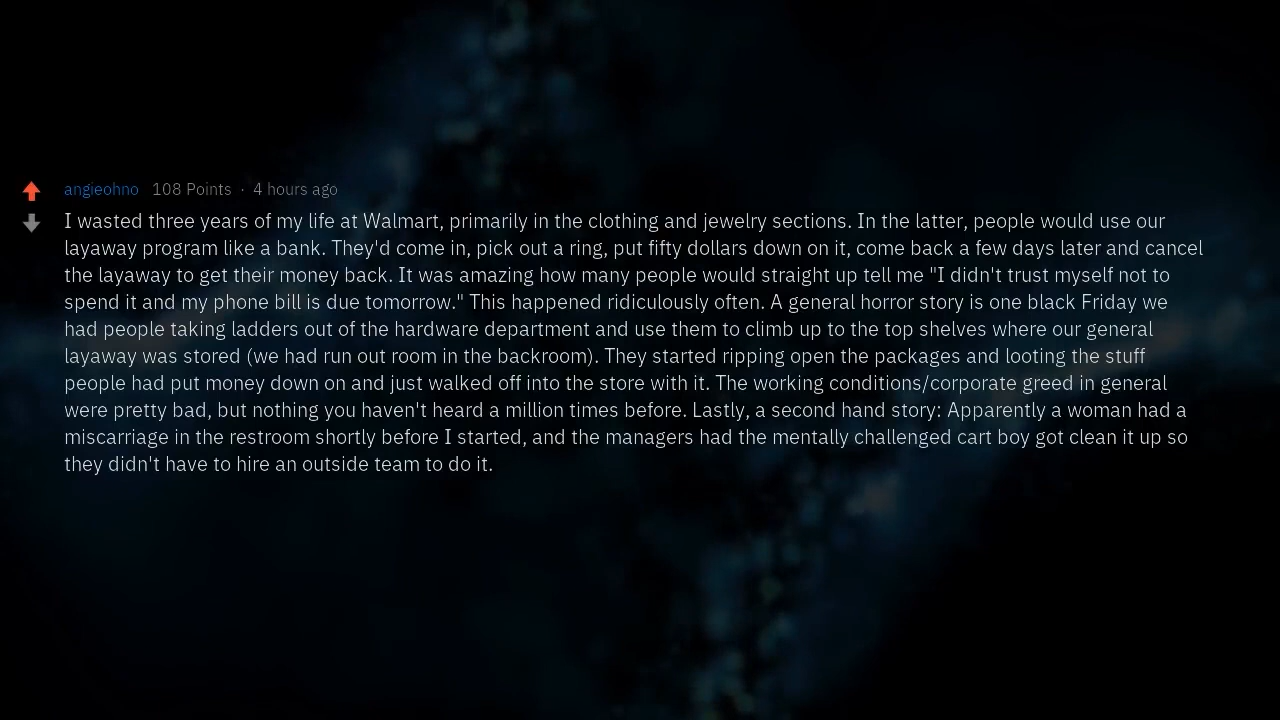 angieohno 108 Points · 4 hours ago
I wasted three years of my life at Walmart, primarily in the clothing and jewelry sections. In the latter, people would use our
layaway program like a bank. They'd come in, pick out a ring, put fifty dollars down on it, come back a few days later and cancel
the layaway to get their money back. It was amazing how many people would straight up tell me "I didn't trust myself not to
spend it and my phone bill is due tomorrow." This happened ridiculously often. A general horror story is one black Friday we
had people taking ladders out of the hardware department and use them to climb up to the top shelves where our general
layaway was stored (we had run out room in the backroom). They started ripping open the packages and looting the stuff
people had put money down on and just walked off into the store with it. The working conditions/corporate greed in general
were pretty bad, but nothing you haven't heard a million times before. Lastly, a second hand story: Apparently a woman had a
miscarriage in the restroom shortly before I started, and the managers had the mentally challenged cart boy got clean it up so
they didn't have to hire an outside team to do it.